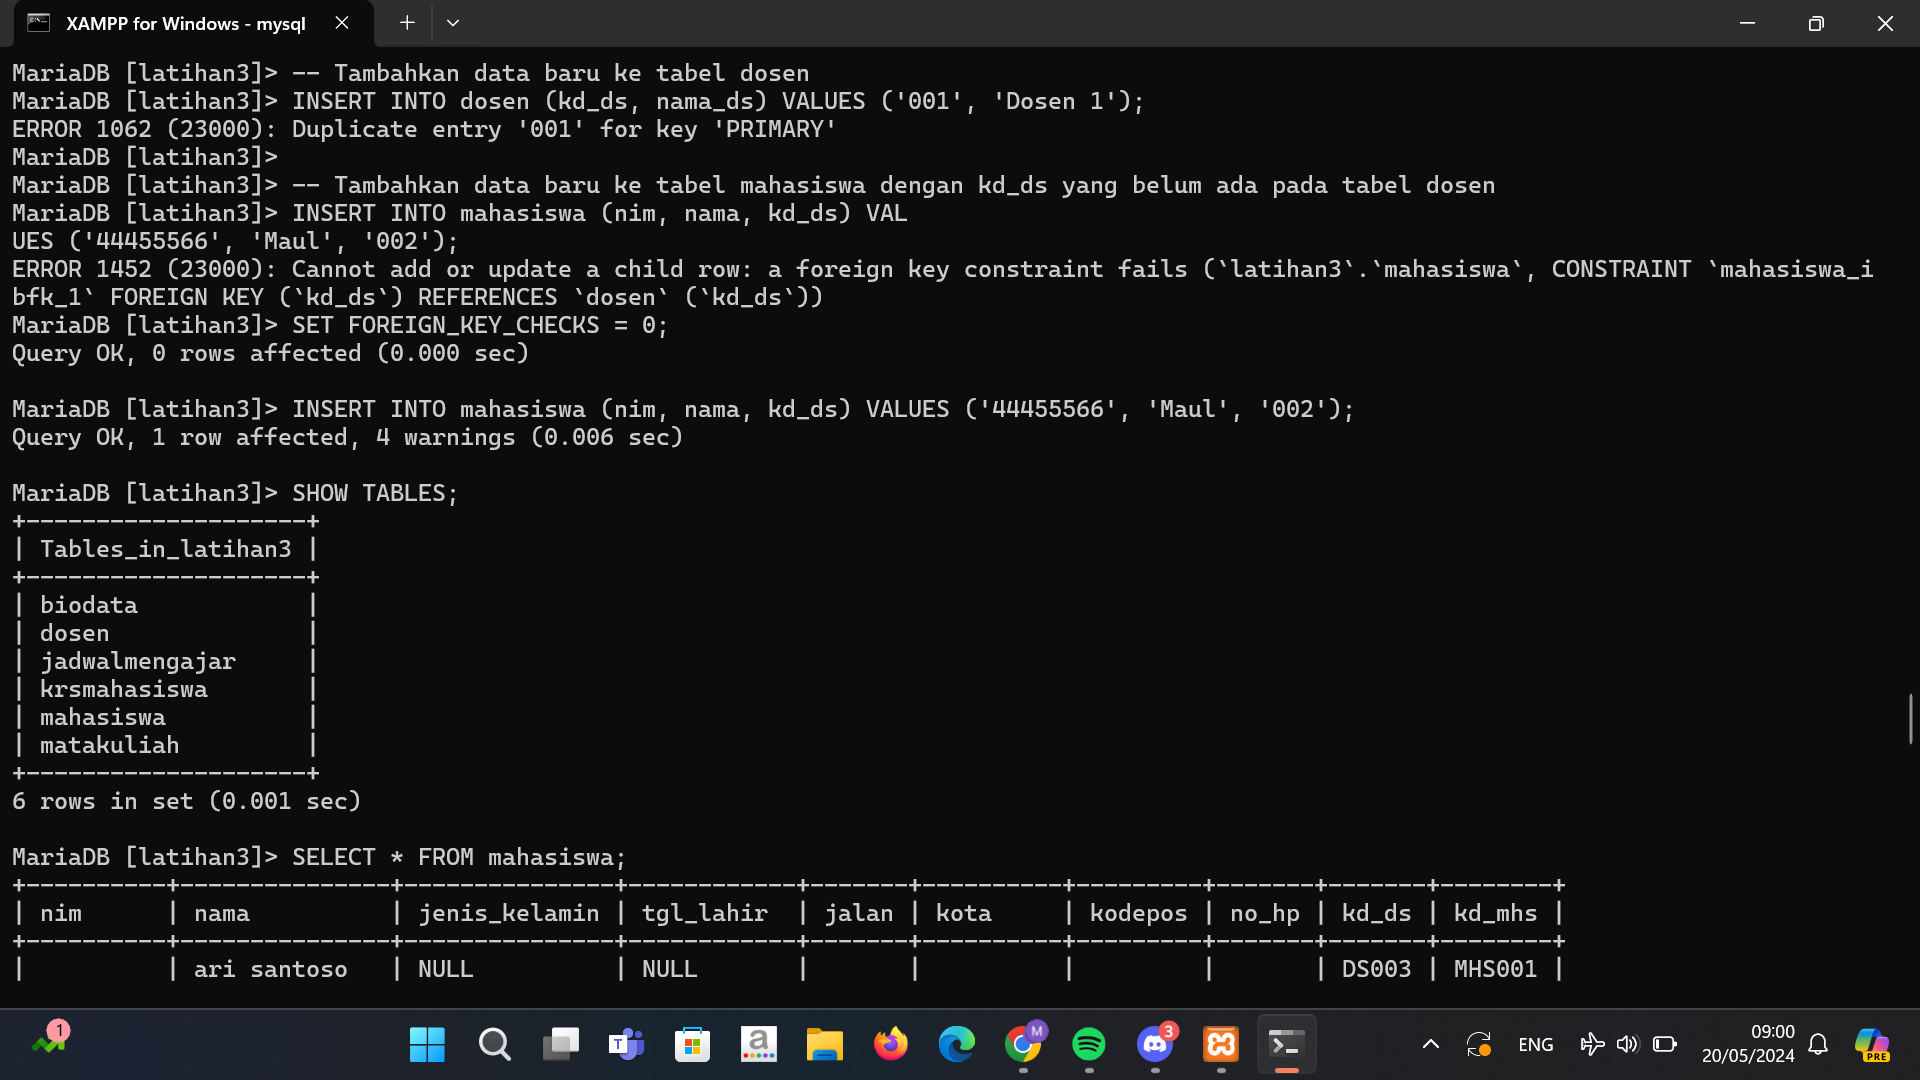 XAMPP for Windows - mysql
MariaDB [latihan3]> -- Tambahkan data baru ke tabel dosen
MariaDB [latihan3]> INSERT INTO dosen (kd_ds, nama_ds) VALUES ('001', 'Dosen 1');
ERROR 1062 (23000): Duplicate entry '001' for key 'PRIMARY'
MariaDB [latihan3]>
MariaDB [latihan3]> -- Tambahkan data baru ke tabel mahasiswa dengan kd_ds yang belum ada pada tabel dosen
MariaDB [latihan3]> INSERT INTO mahasiswa (nim, nama, kd_ds) VAL
UES ('44455566', 'Maul', '002');
ERROR 1452 (23000): Cannot add or update a child row: a foreign key constraint fails (`latihan3`.`mahasiswa`, CONSTRAINT `mahasiswa_i
bfk_1` FOREIGN KEY (`kd_ds`) REFERENCES `dosen` (`kd_ds`))
MariaDB [latihan3]> SET FOREIGN_KEY_CHECKS = 0;
Query OK, 0 rows affected (0.000 sec)
MariaDB [latihan3]> INSERT INTO mahasiswa (nim, nama, kd_ds) VALUES ('44455566', 'Maul', '002');
Query OK, 1 row affected, 4 warnings (0.006 sec)
MariaDB [latihan3]> SHOW TABLES;
+--------------------+
| Tables_in_latihan3 |
+--------------------+
| biodata            |
| dosen              |
| jadwalmengajar     |
| krsmahasiswa       |
| mahasiswa          |
| matakuliah         |
+--------------------+
6 rows in set (0.001 sec)
MariaDB [latihan3]> SELECT * FROM mahasiswa;
+----------+---------------+---------------+------------+-------+----------+---------+-------+-------+--------+
| nim      | nama          | jenis_kelamin | tgl_lahir  | jalan | kota     | kodepos | no_hp | kd_ds | kd_mhs |
+----------+---------------+---------------+------------+-------+----------+---------+-------+-------+--------+
|          | ari santoso   | NULL          | NULL       |       |          |         |       | DS003 | MHS001 |
1
T
a
M
3
ENG
09:00
20/05/2024
PRE